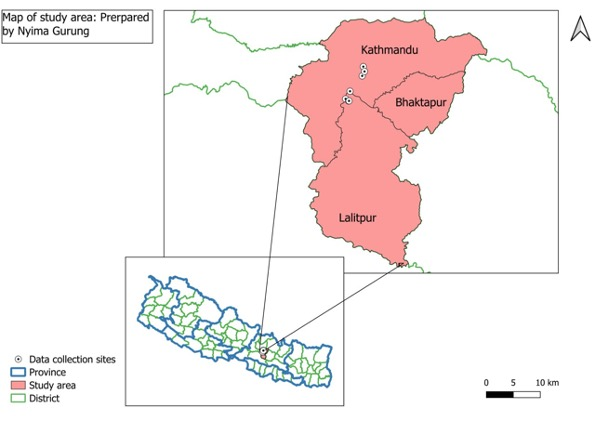 Map of study area: Prerpared
by Nyima Gurung
Kathmandu
Bhaktapur
Lalitpur
Data collection sites
Province
Study area
District
0 5 10 km